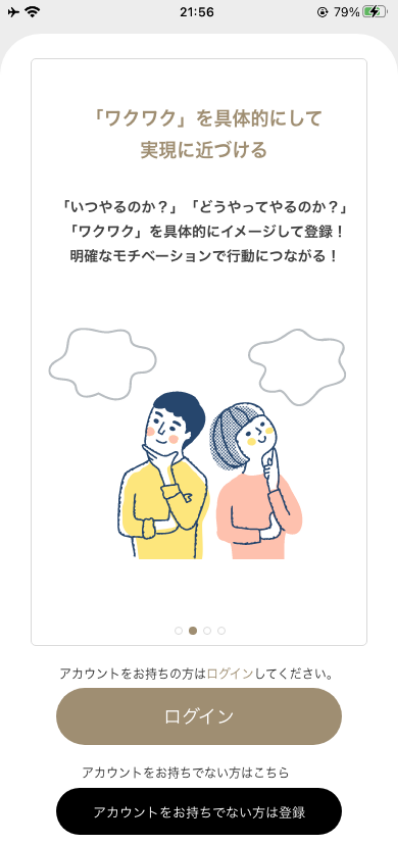 21:56
79%
「ワクワク」を具体的にして
実現に近づける
「いつやるのか？」「どうやってやるのか？」
「ワクワク」を具体的にイメージして登録！
明確なモチベーションで行動につながる！
アカウントをお持ちの方はログインしてください。
ログイン
アカウントをお持ちでない方はこちら
アカウントをお持ちでない方は登録